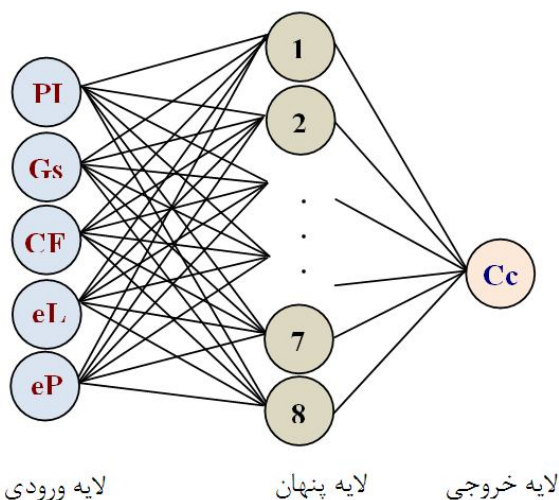 PI
Gs
CF
eL
eP
1
2
.
.
.
7
8
Cc
لایه ورودی
لایه پنهان
لایه خروجی